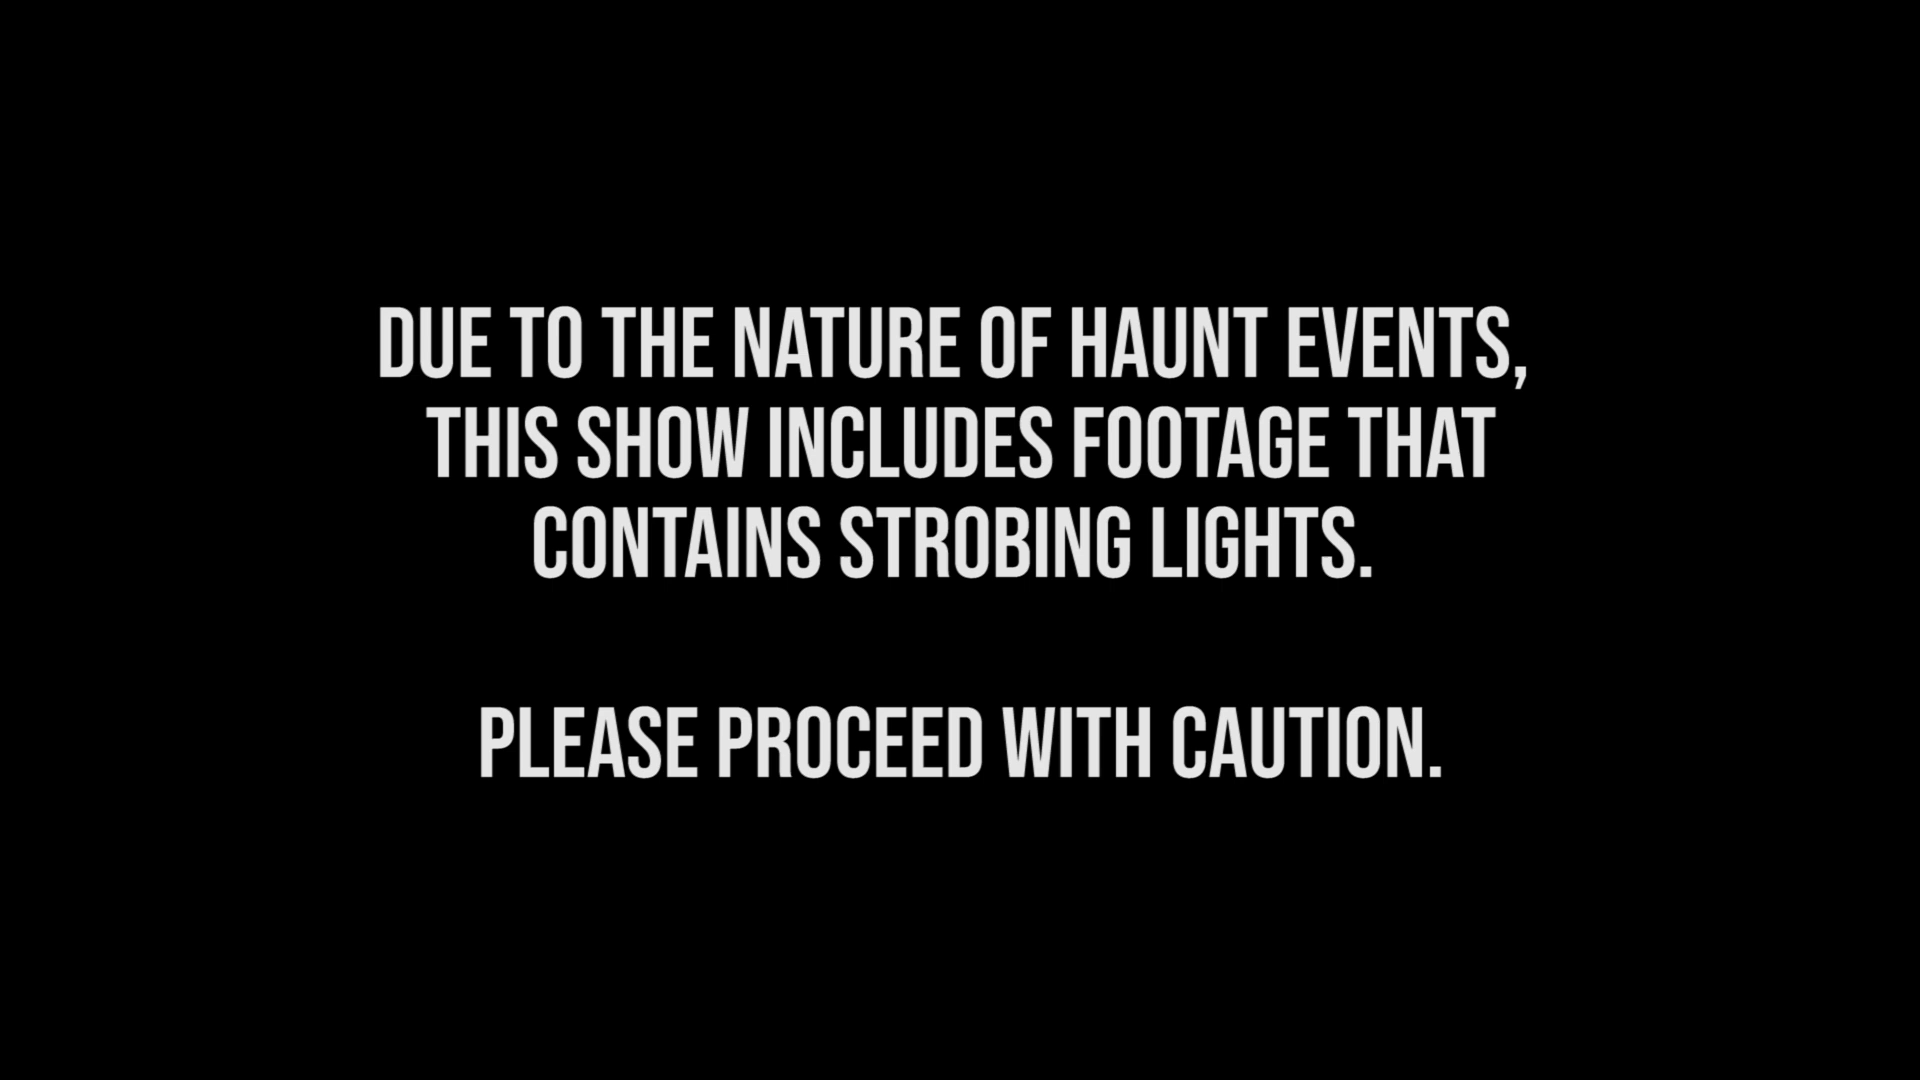 DUE TO THE NATURE OF HAUNT EVENTS,
THIS SHOW INCLUDES FOOTAGE THAT
CONTAINS STROBING LIGHTS.
PLEASE PROCEED WITH CAUTION.